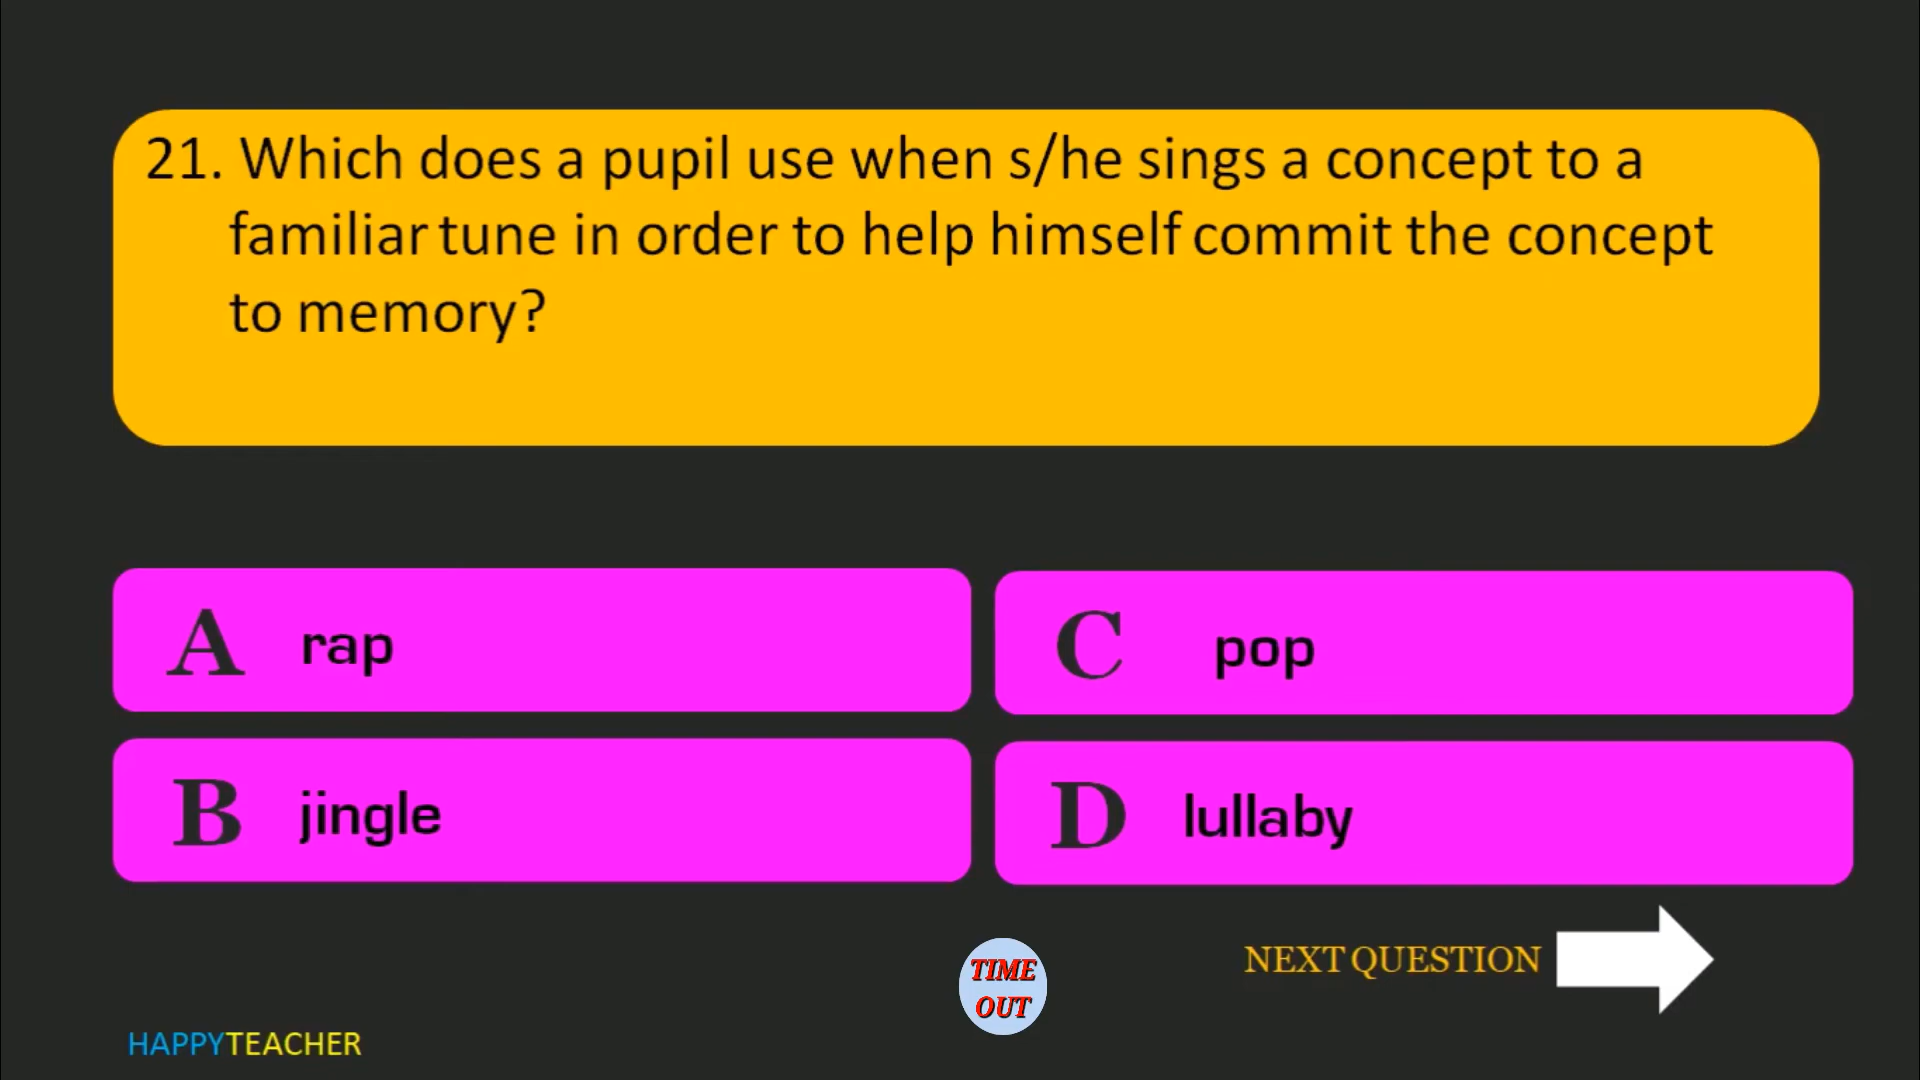 21. Which does a pupil use when s/he sings a concept to a
familiar tune in order to help himself commit the concept
to memory?
A rap
C pop
B jingle
D lullaby
NEXT QUESTION
TIME
OUT
HAPPYTEACHER